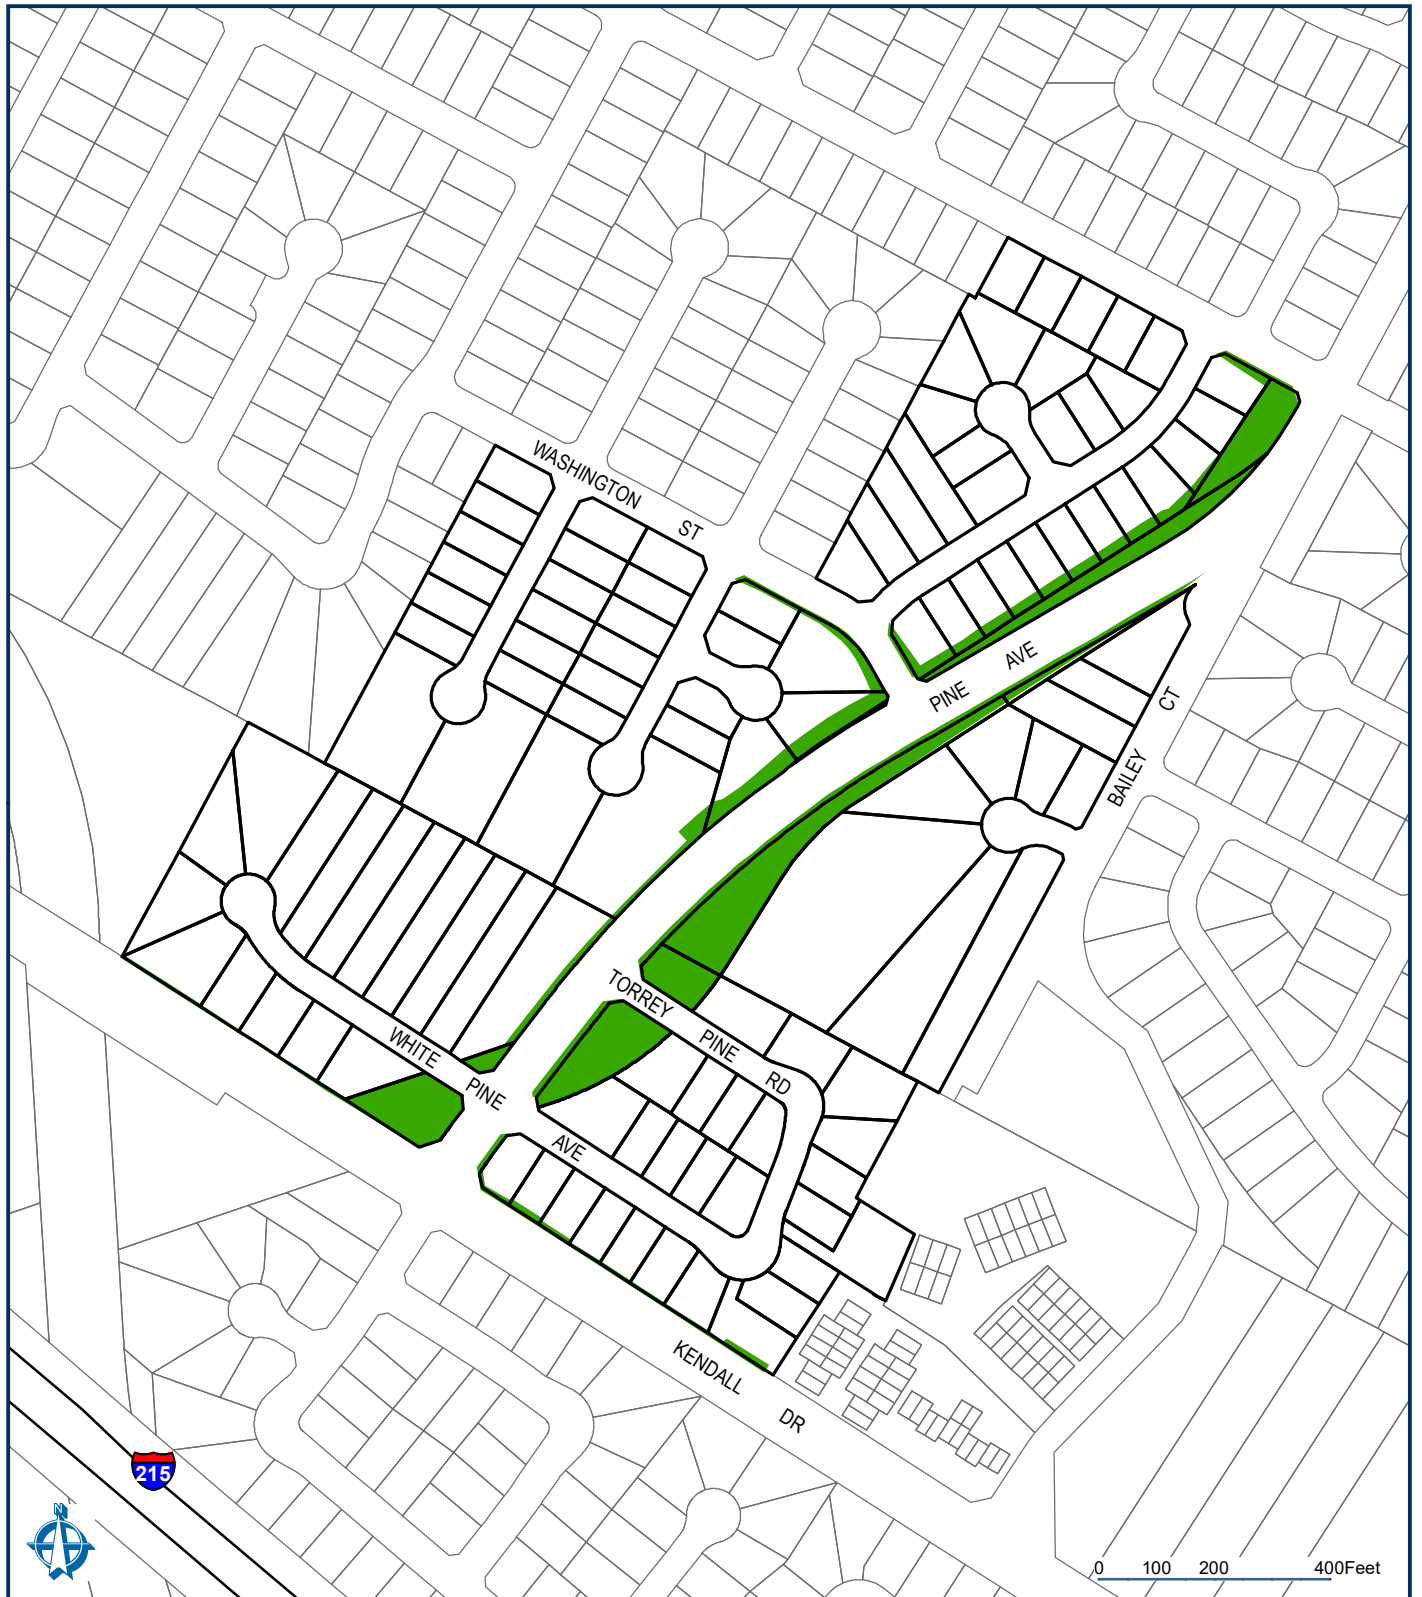 WASHINGTON ST
PINE AVE
BAILEY CT
TORREY PINE RD
WHITE PINE AVE
KENDALL DR
215
N
0 100 200 400Feet